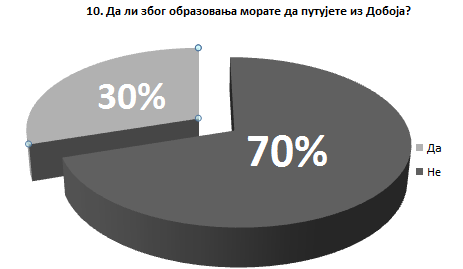 10. Да ли због образовања морате да путујете из Добоја?
30%
70%
Да
Не